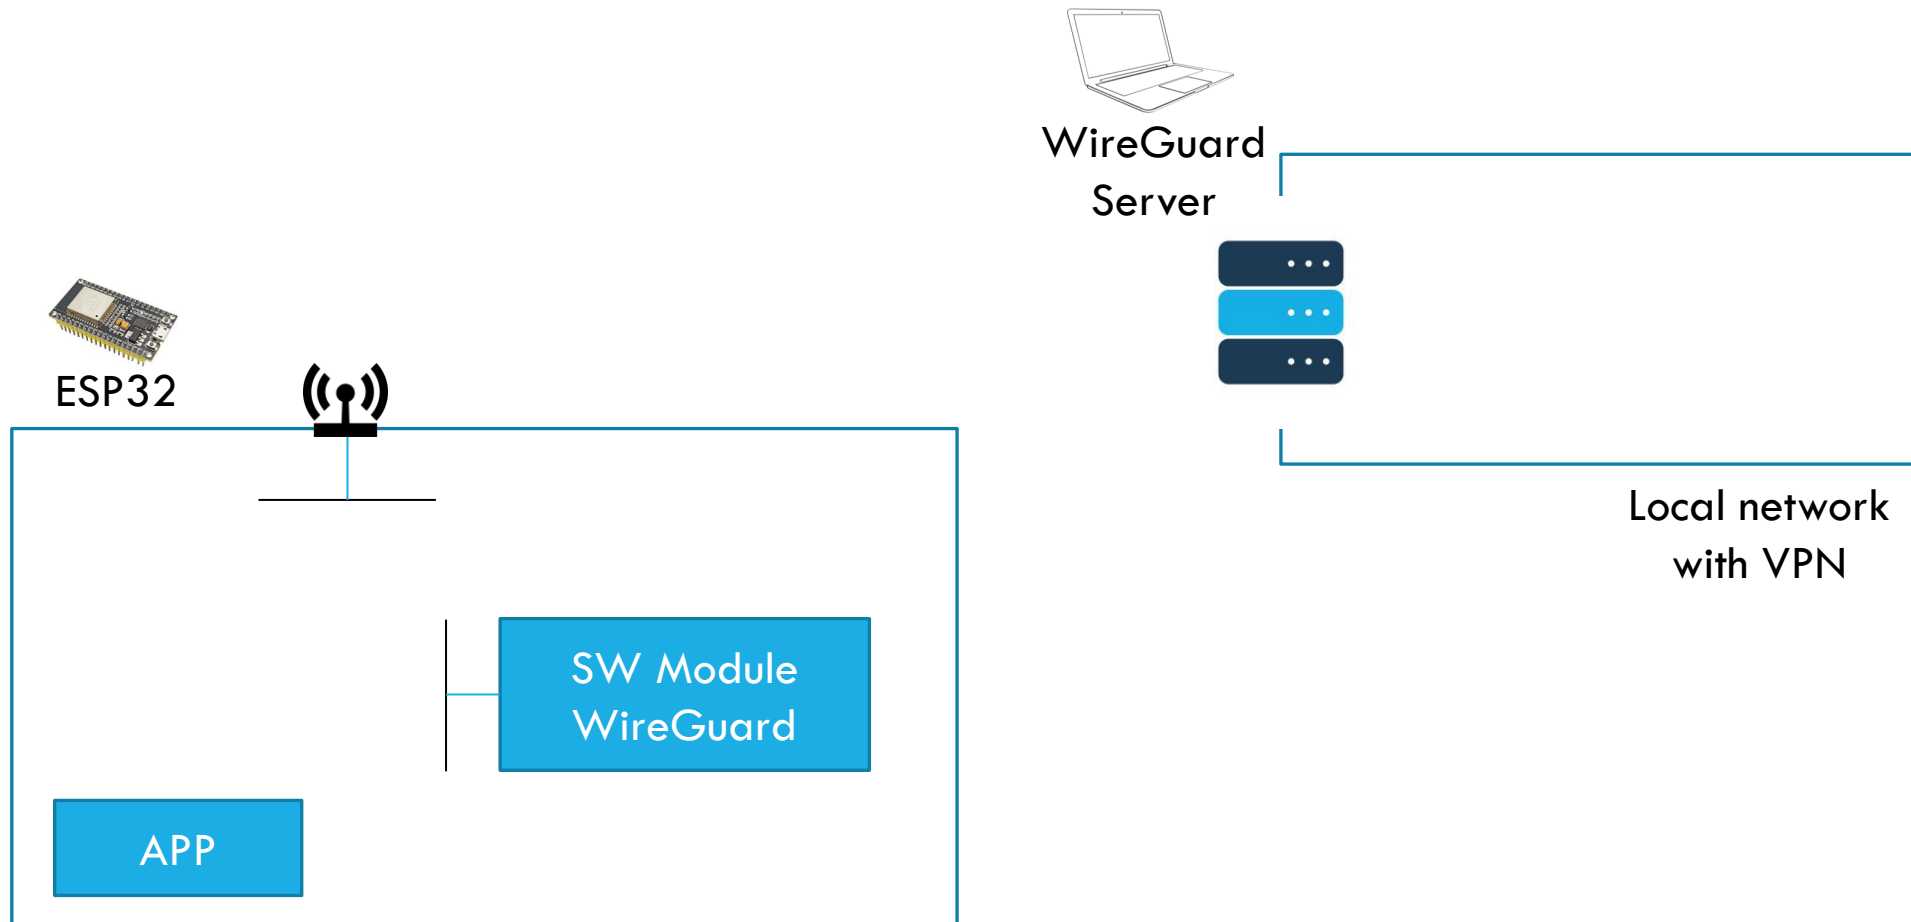 WireGuard
Server
ESP32
Local network
with VPN
SW Module
WireGuard
APP